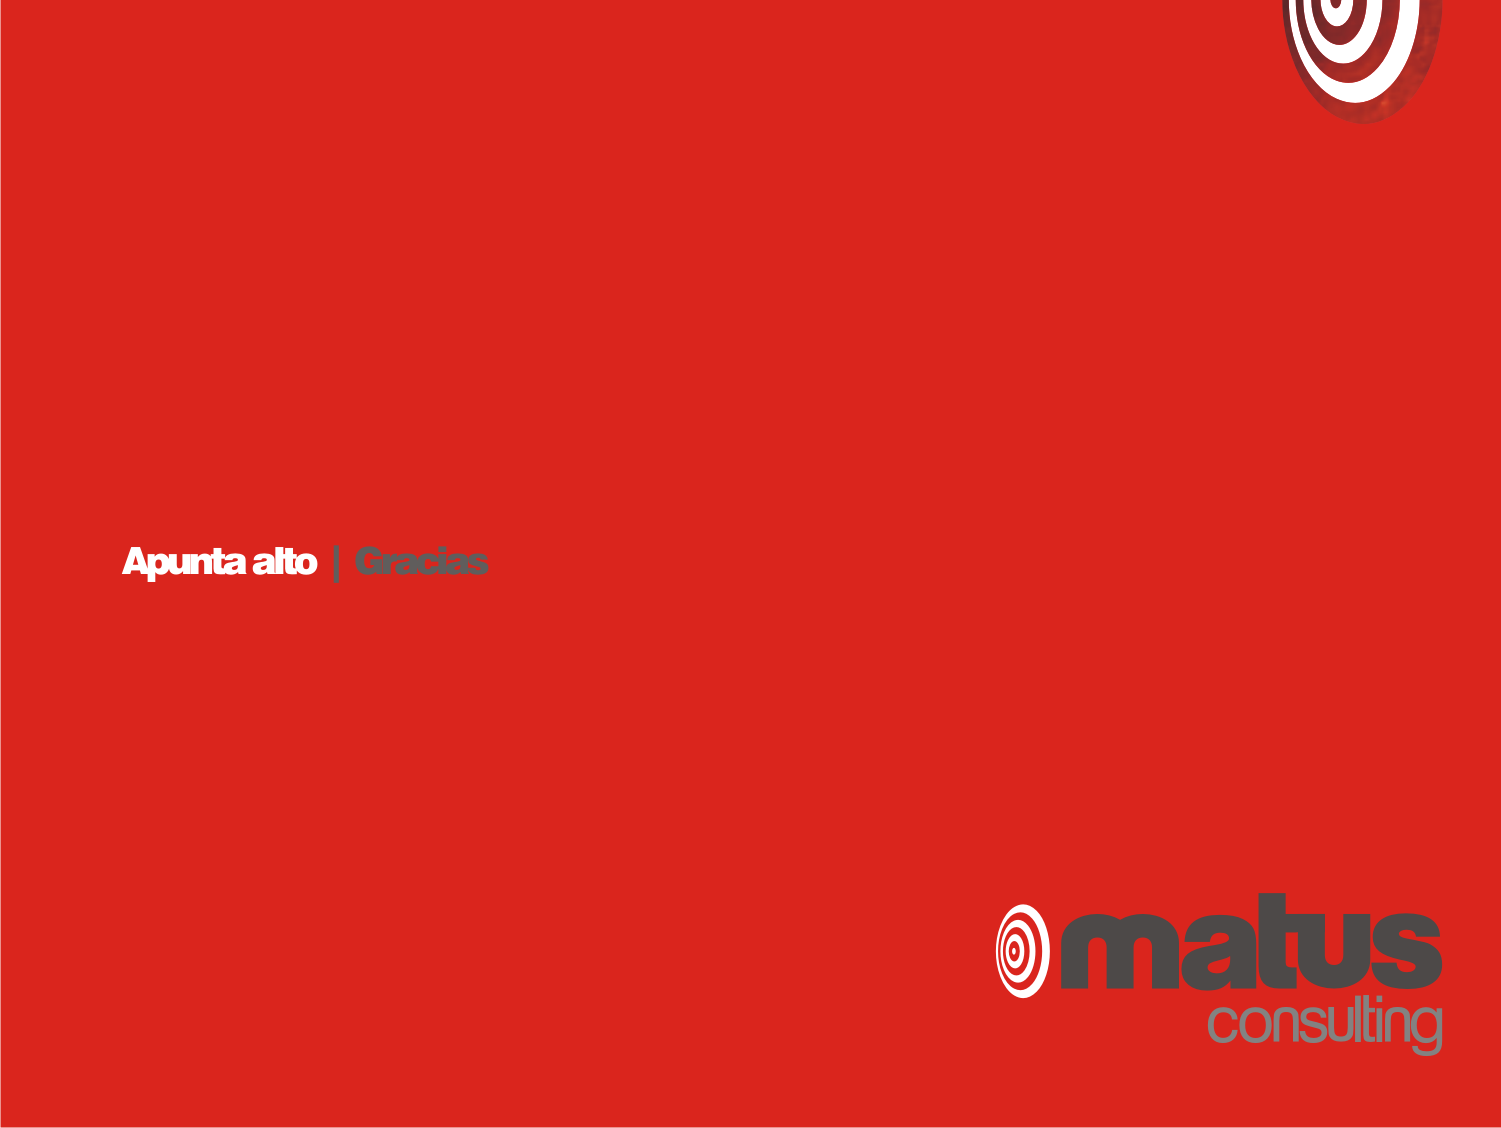 Apunta alto | Gracias
matus
consulting